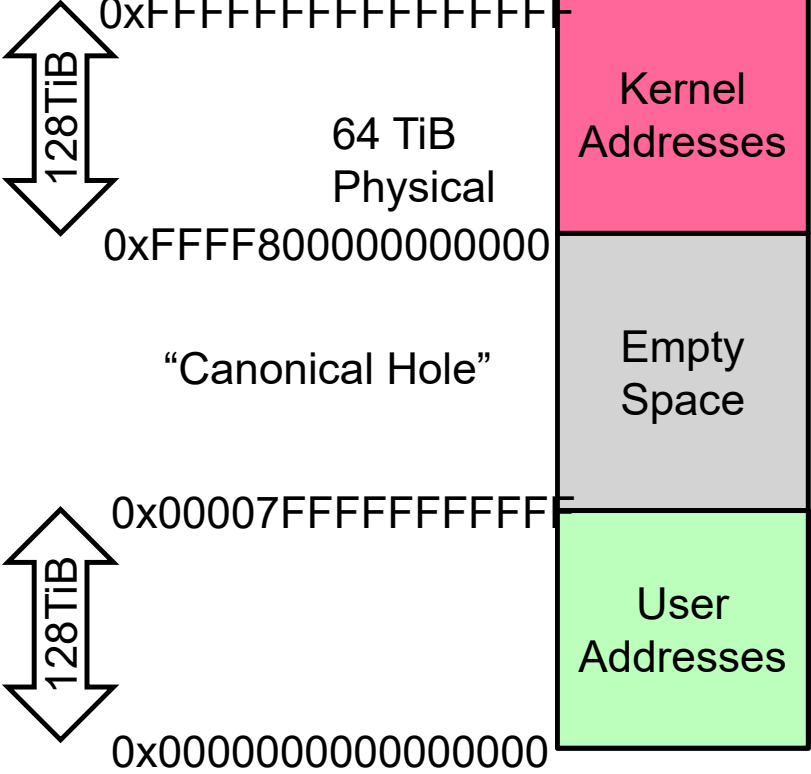 0xFFFFFFFFFFFFFFFF
128TiB
64 TiB
Physical
Kernel
Addresses
0xFFFF800000000000
“Canonical Hole”
Empty
Space
0x00007FFFFFFFFFFF
128TiB
User
Addresses
0x0000000000000000